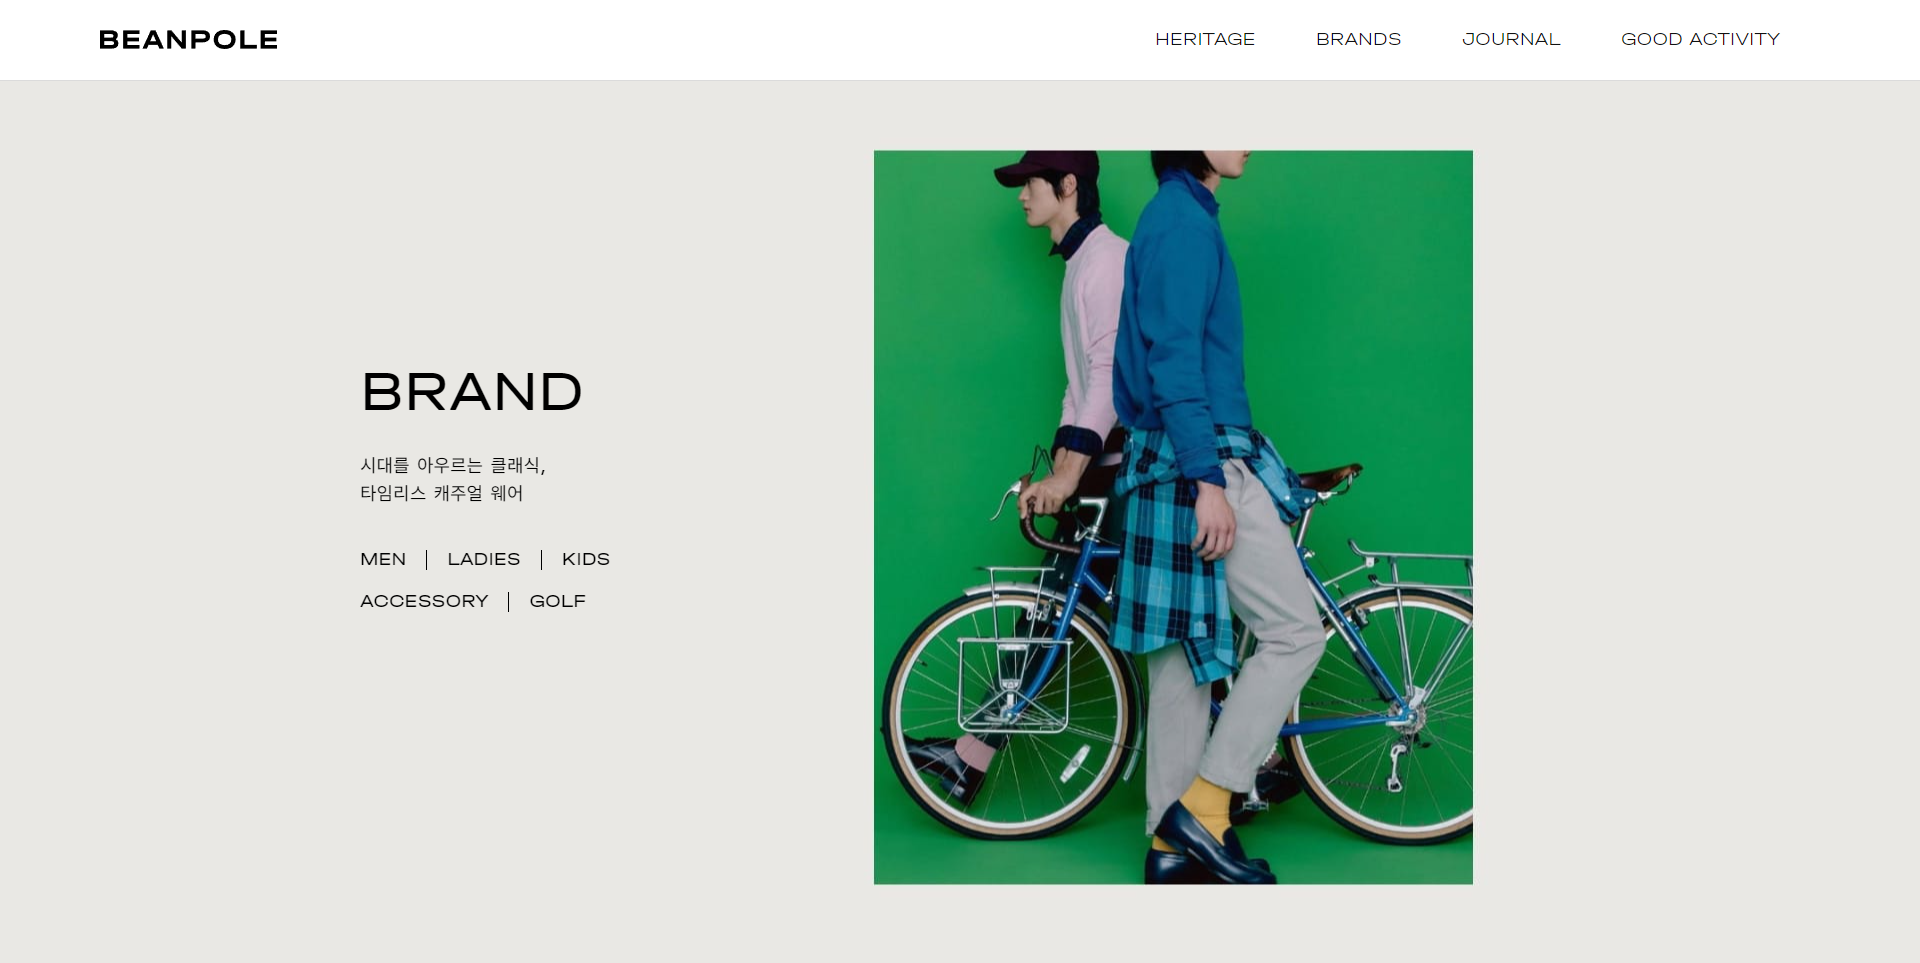 BEANPOLE
HERITAGE BRANDS JOURNAL GOOD ACTIVITY
BRAND
시대를 아우르는 클래식,
타임리스 캐주얼 웨어
MEN | LADIES | KIDS
ACCESSORY | GOLF